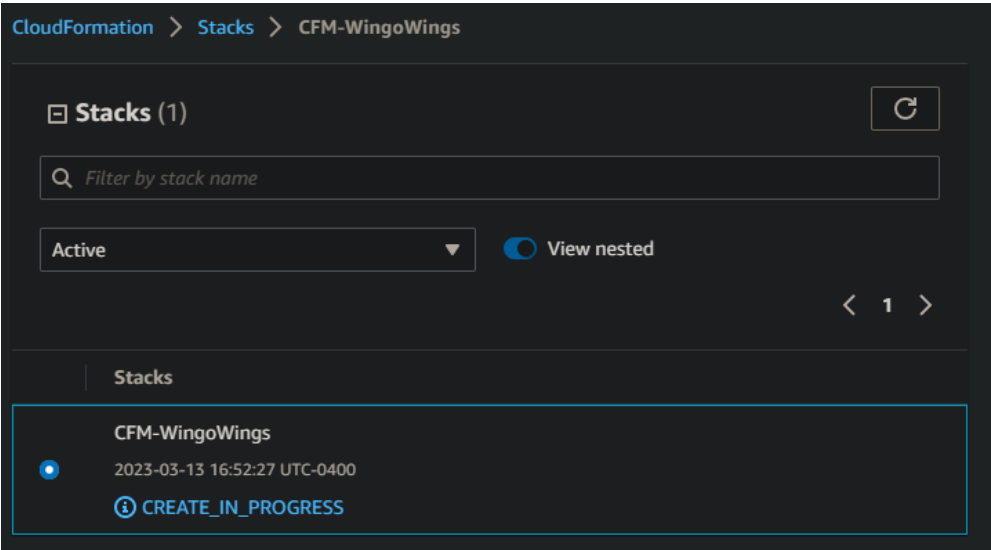 CloudFormation > Stacks > CFM-WingoWings
Stacks (1)
Filter by stack name
Active
View nested
< 1 >
Stacks
CFM-WingoWings
2023-03-13 16:52:27 UTC-0400
CREATE_IN_PROGRESS